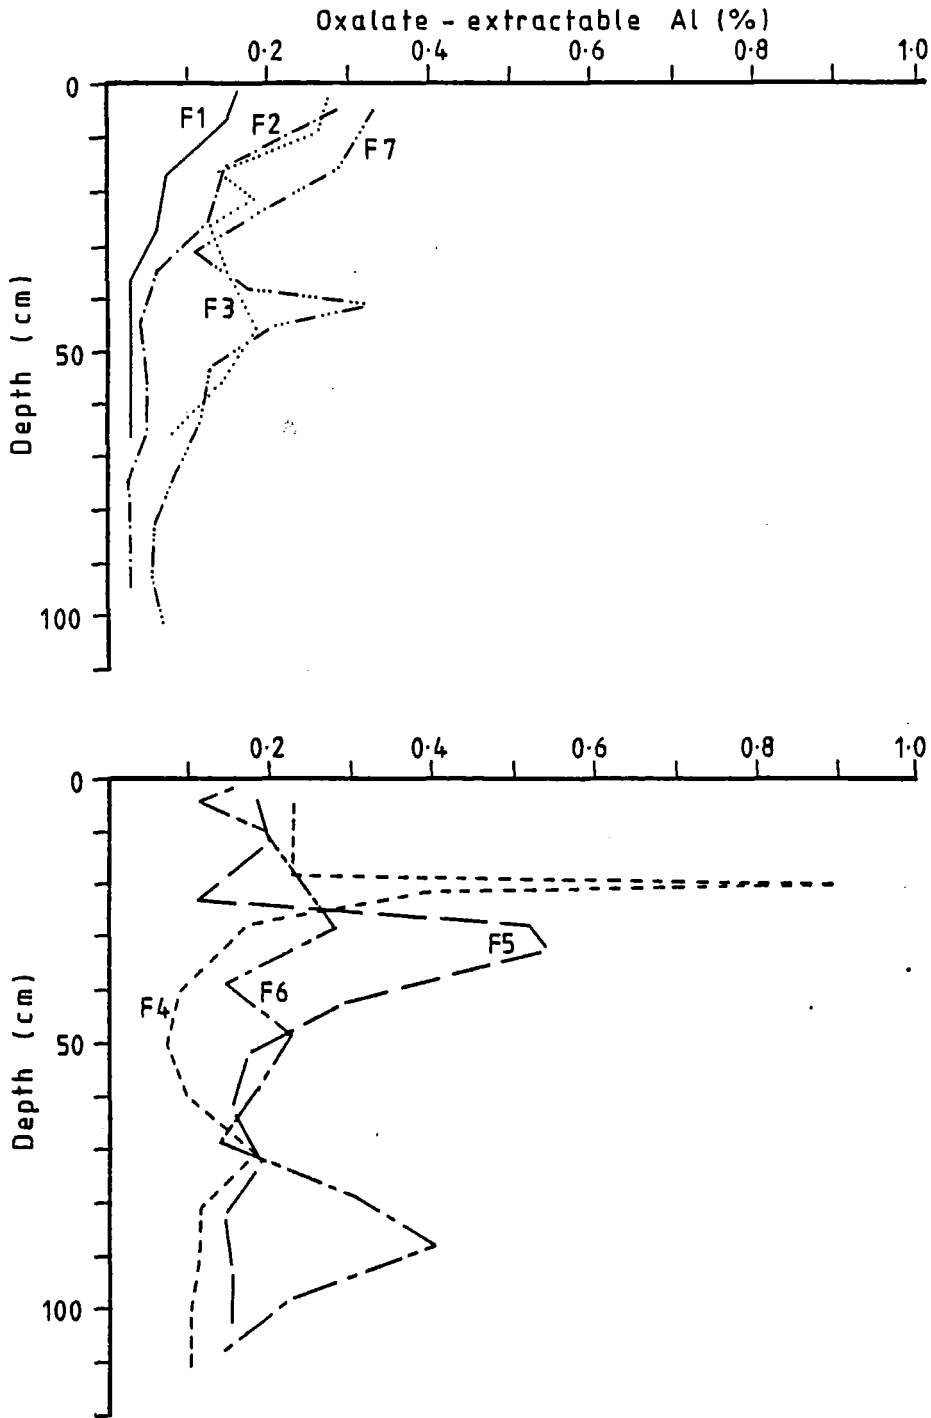 Oxalate - extractable Al (%)
0·2 0·4 0·6 0·8 1·0
0
F1 F2
F7
F3
50
100
Depth (cm)
0·2 0·4 0·6 0·8 1·0
0
F5
F4 F6
50
100
Depth (cm)